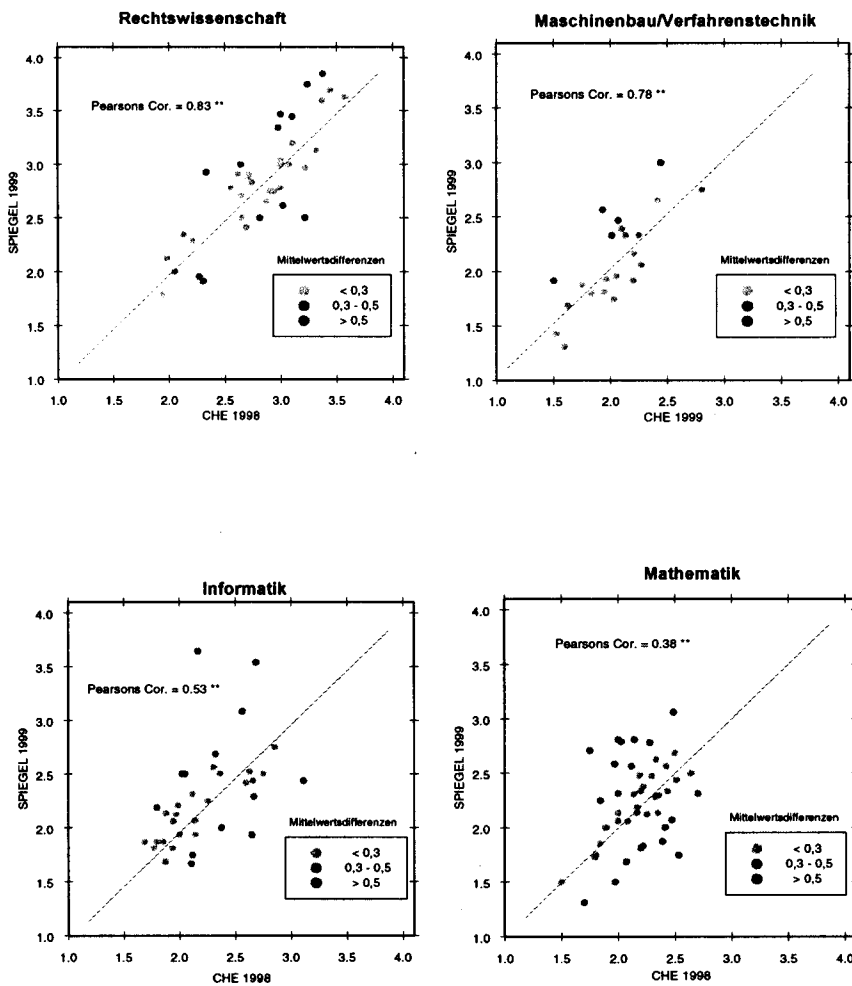 Rechtswissenschaft
4.0
3.5
3.0
2.5
2.0
1.5
1.0
SPIEGEL 1999
Pearsons Cor. = 0.83 **
Mittelwertsdifferenzen
< 0,3
0,3 - 0,5
> 0,5
1.0 1.5 2.0 2.5 3.0 3.5 4.0
CHE 1998
Maschinenbau/Verfahrenstechnik
4.0
3.5
3.0
2.5
2.0
1.5
1.0
SPIEGEL 1999
Pearsons Cor. = 0.78 **
Mittelwertsdifferenzen
< 0,3
0,3 - 0,5
> 0,5
1.0 1.5 2.0 2.5 3.0 3.5 4.0
CHE 1999
Informatik
4.0
3.5
3.0
2.5
2.0
1.5
1.0
SPIEGEL 1999
Pearsons Cor. = 0.53 **
Mittelwertsdifferenzen
< 0,3
0,3 - 0,5
> 0,5
1.0 1.5 2.0 2.5 3.0 3.5 4.0
CHE 1998
Mathematik
4.0
3.5
3.0
2.5
2.0
1.5
1.0
SPIEGEL 1999
Pearsons Cor. = 0.38 **
Mittelwertsdifferenzen
< 0,3
0,3 - 0,5
> 0,5
1.0 1.5 2.0 2.5 3.0 3.5 4.0
CHE 1998